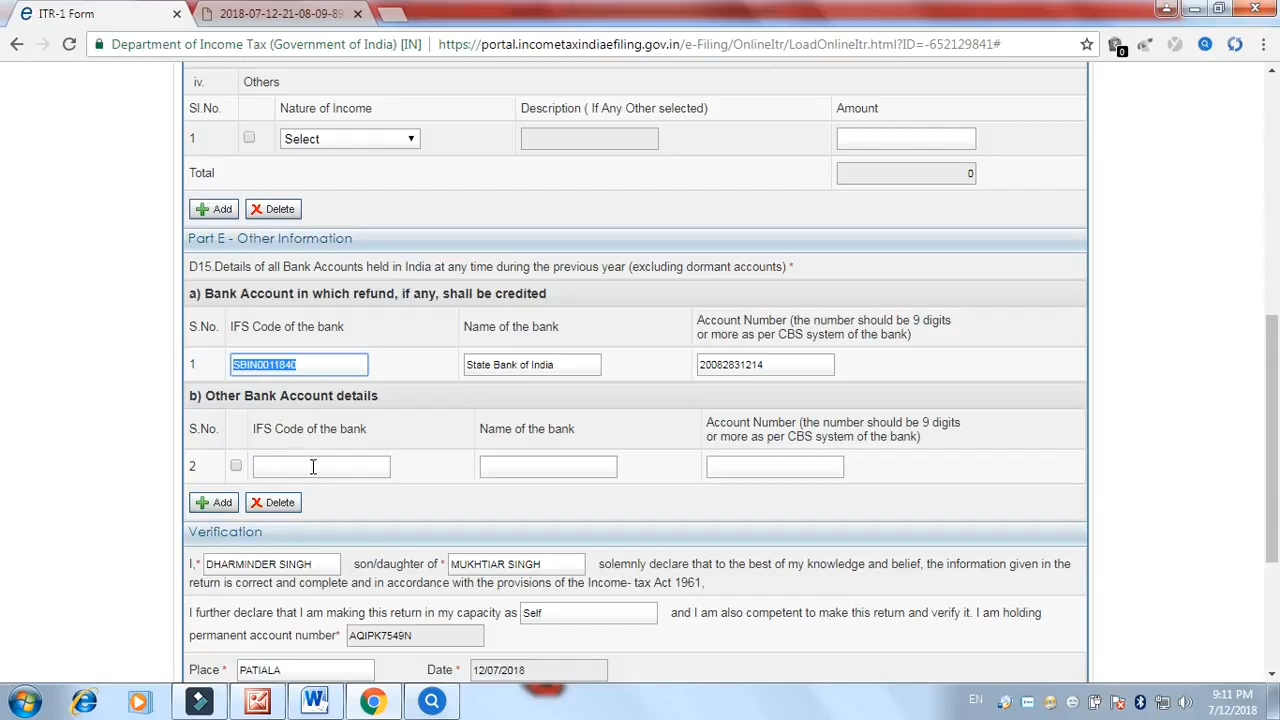 ITR-1 Form
2018-07-12-21-08-09-89
Department of Income Tax (Government of India) [IN]
https://portal.incometaxindiaefiling.gov.in/e-Filing/OnlineItr/LoadOnlineItr.html?ID=-652129841#
0
iv. Others
Sl.No. Nature of Income Description ( If Any Other selected) Amount
1 Select
Total 0
Add Delete
Part E - Other Information
D15.Details of all Bank Accounts held in India at any time during the previous year (excluding dormant accounts) *
a) Bank Account in which refund, if any, shall be credited
S.No. IFS Code of the bank Name of the bank Account Number (the number should be 9 digits
or more as per CBS system of the bank)
1 SBIN0011840 State Bank of India 20082831214
b) Other Bank Account details
S.No. IFS Code of the bank Name of the bank Account Number (the number should be 9 digits
or more as per CBS system of the bank)
2
Add Delete
Verification
I,* DHARMINDER SINGH son/daughter of * MUKHTIAR SINGH solemnly declare that to the best of my knowledge and belief, the information given in the
return is correct and complete and in accordance with the provisions of the Income- tax Act 1961,
I further declare that I am making this return in my capacity as Self and I am also competent to make this return and verify it. I am holding
permanent account number* AQIPK7549N
Place * PATIALA Date * 12/07/2018
EN
9:11 PM
7/12/2018